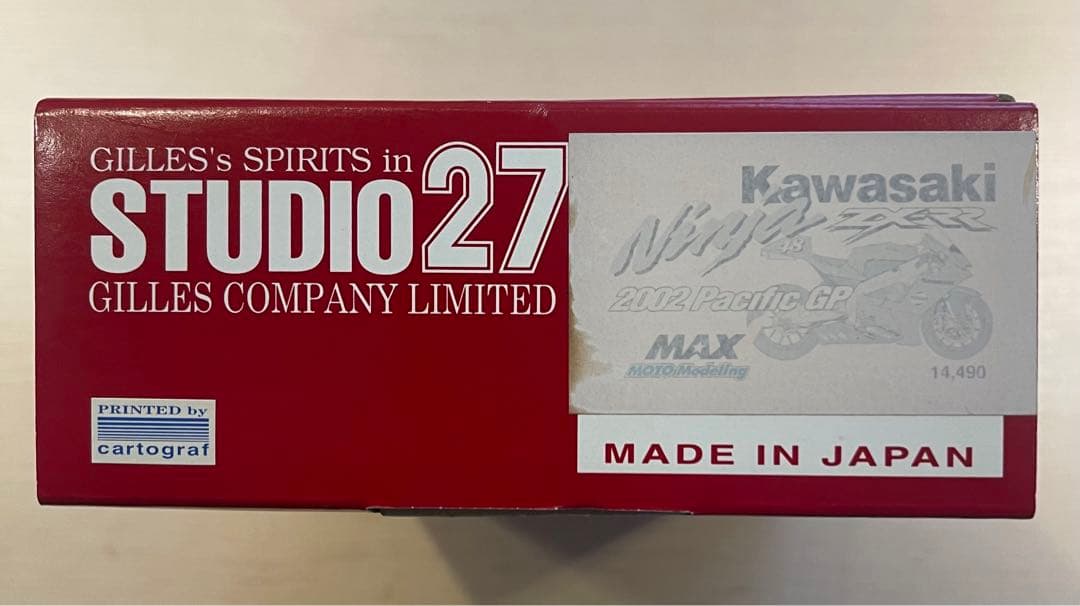 GILLES's SPIRITS in
STUDIO27
GILLES COMPANY LIMITED
PRINTED by
cartograf
Kawasaki
Ninja ZX-RR
48
2002 Pacific GP
MAX
MOTO Modeling
14,490
MADE IN JAPAN